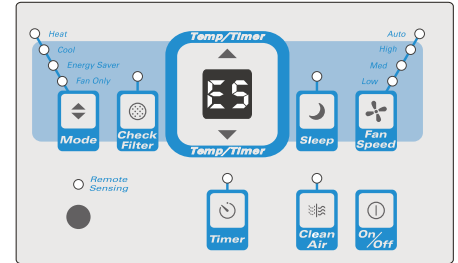 Temp/Timer
Heat
Cool
Energy Saver
Fan Only
Auto
High
Med
Low
ES
Mode
Check
Filter
Sleep
Fan
Speed
Temp/Timer
Remote
Sensing
Timer
Clean
Air
On/Off